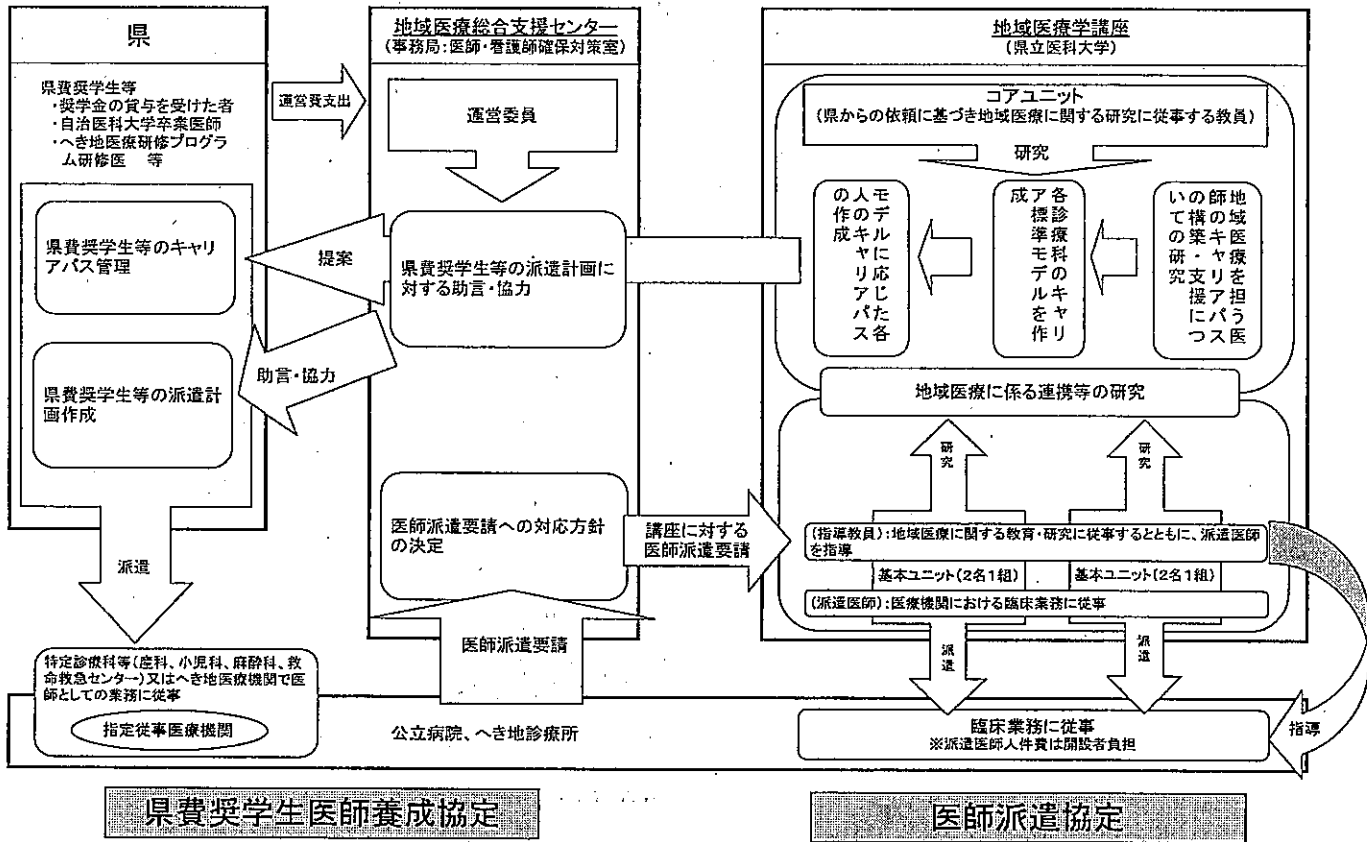 県
県費奨学生等
・奨学金の貸与を受けた者
・自治医科大学卒業医師
・へき地医療研修プログラ
ム研修医 等
県費奨学生等のキャリ
アパス管理
県費奨学生等の派遣計
画作成
派遣
運営費支出
提案
助言・協力
地域医療総合支援センター
(事務局:医師・看護師確保対策室)
運営委員
県費奨学生等の派遣計画に
対する助言・協力
医師派遣要請への対応方針
の決定
医師派遣要請
講座に対する
医師派遣要請
地域医療学講座
(県立医科大学)
コアユニット
(県からの依頼に基づき地域医療に関する研究に従事する教員)
研究
地域医療を担う医
師のキャリアパス
の構築・支援につ
いての研究
各診療科のキャリ
ア標準モデルを作
成
モデルに応じた各
人のキャリアパス
の作成
地域医療に係る連携等の研究
研究
研究
(指導教員):地域医療に関する教育・研究に従事するとともに、派遣医師
を指導
基本ユニット(2名1組)
基本ユニット(2名1組)
(派遣医師):医療機関における臨床業務に従事
派遣
派遣
指導
特定診療科等(産科、小児科、麻酔科、救
命救急センター)又はへき地医療機関で医
師としての業務に従事
指定従事医療機関
公立病院、へき地診療所
臨床業務に従事
※派遣医師人件費は開設者負担
県費奨学生医師養成協定
医師派遣協定